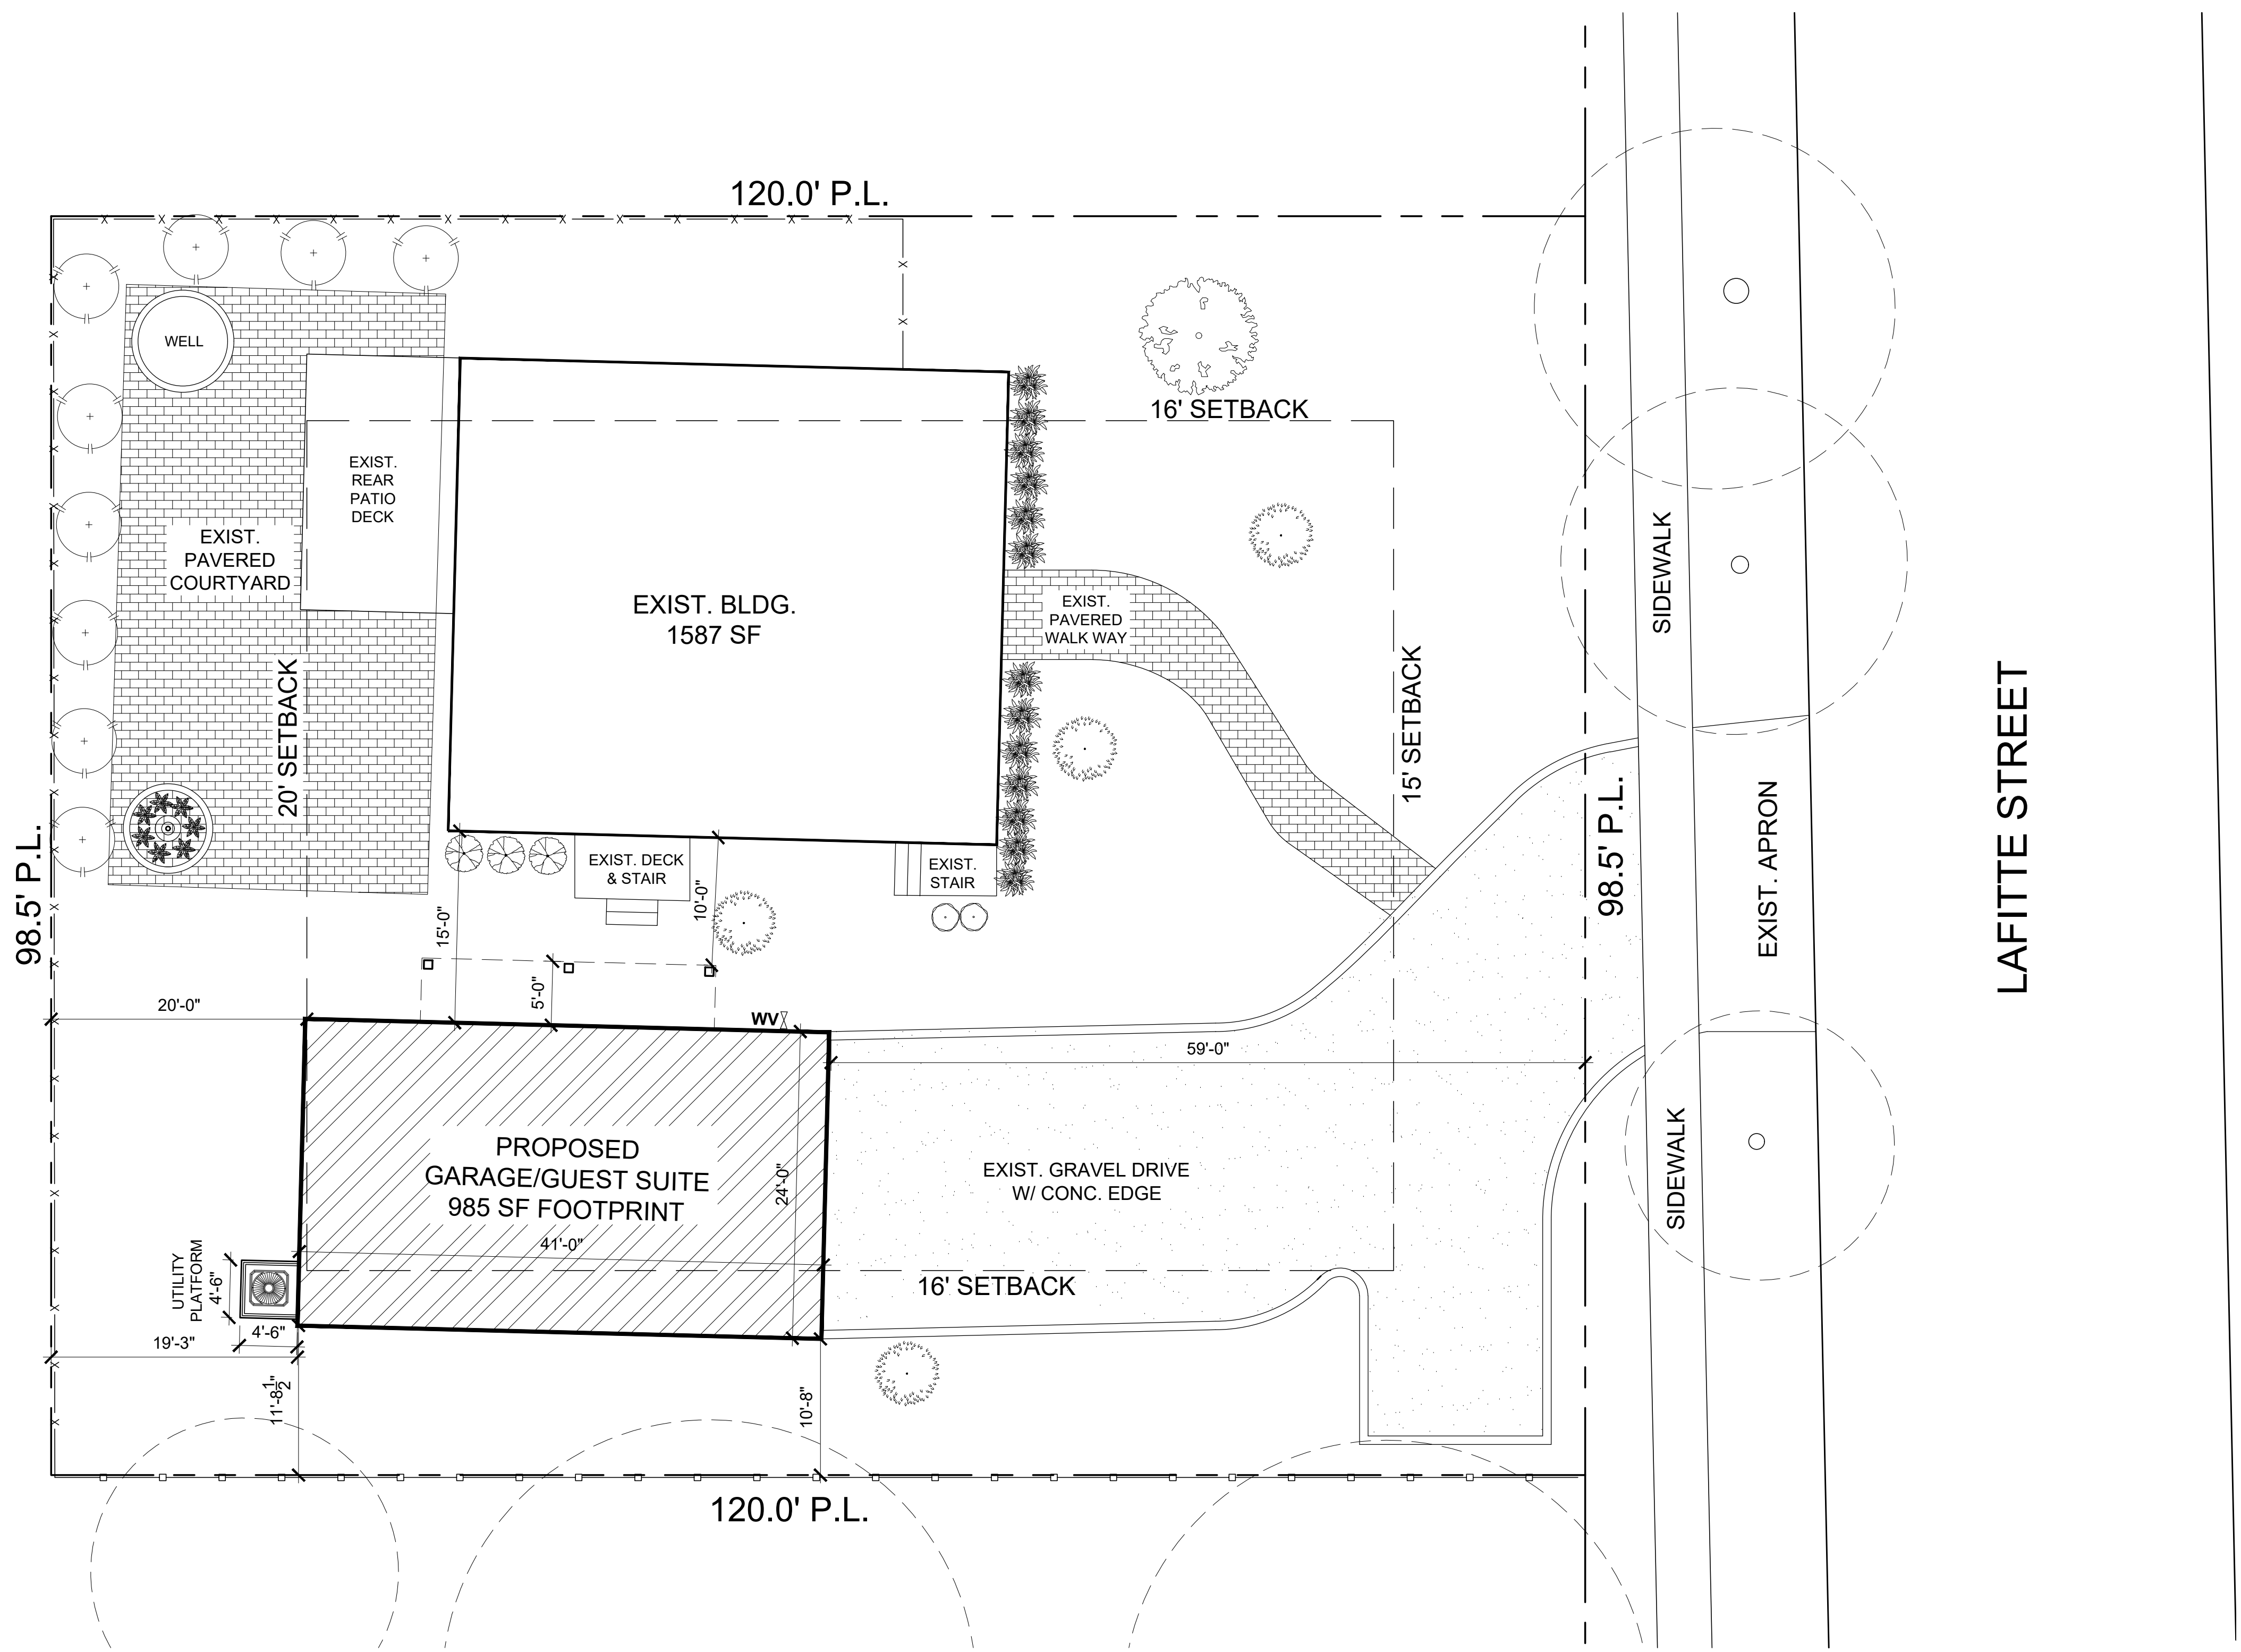 120.0' P.L.
WELL
16' SETBACK
EXIST.
REAR
PATIO
DECK
EXIST.
PAVERED
COURTYARD
EXIST. BLDG.
1587 SF
EXIST.
PAVERED
WALK WAY
SIDEWALK
20' SETBACK
15' SETBACK
98.5' P.L.
98.5' P.L.
EXIST. APRON
LAFITTE STREET
EXIST. DECK
& STAIR
EXIST.
STAIR
15'-0"
10'-0"
5'-0"
20'-0"
WV
59'-0"
PROPOSED
GARAGE/GUEST SUITE
985 SF FOOTPRINT
24'-0"
41'-0"
EXIST. GRAVEL DRIVE
W/ CONC. EDGE
SIDEWALK
16' SETBACK
UTILITY
PLATFORM
4'-6"
4'-6"
19'-3"
11'-8 1/2"
10'-8"
120.0' P.L.